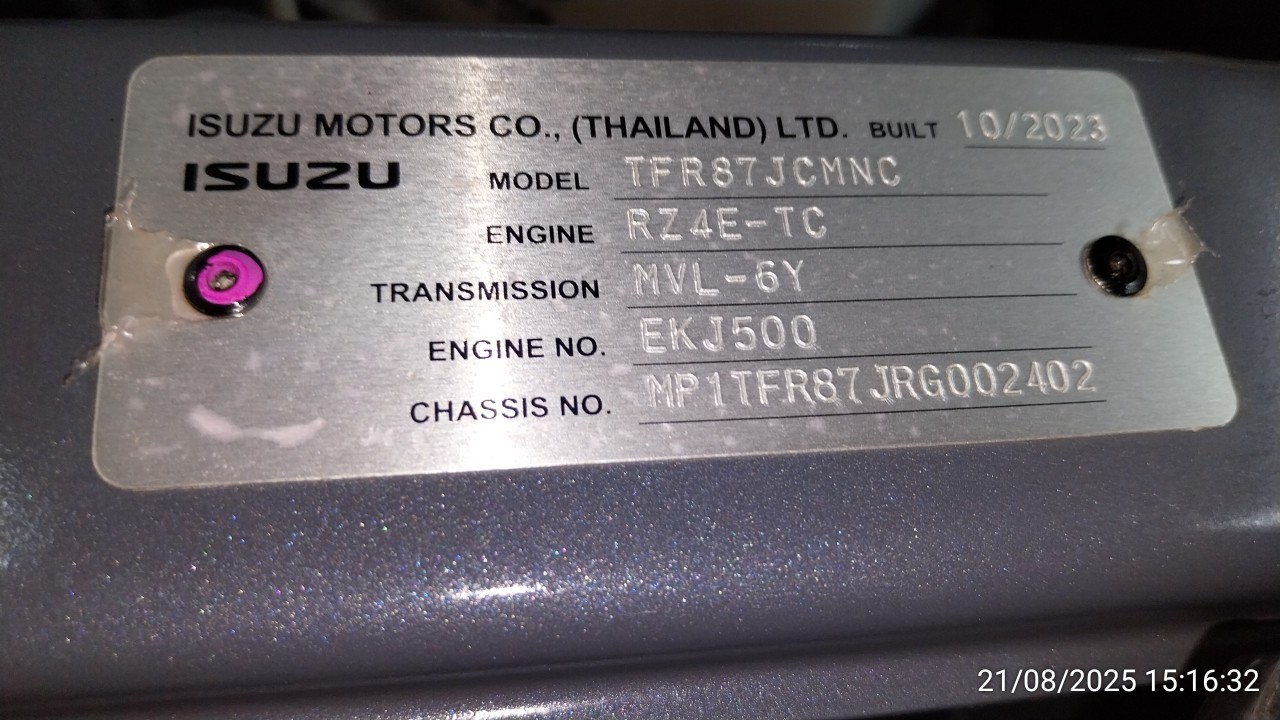 ISUZU MOTORS CO., (THAILAND) LTD. BUILT 10/2023
ISUZU MODEL TFR87JCMNC
ENGINE RZ4E-TC
TRANSMISSION MVL-6Y
ENGINE NO. EKJ500
CHASSIS NO. MP1TFR87JRG002402
21/08/2025 15:16:32